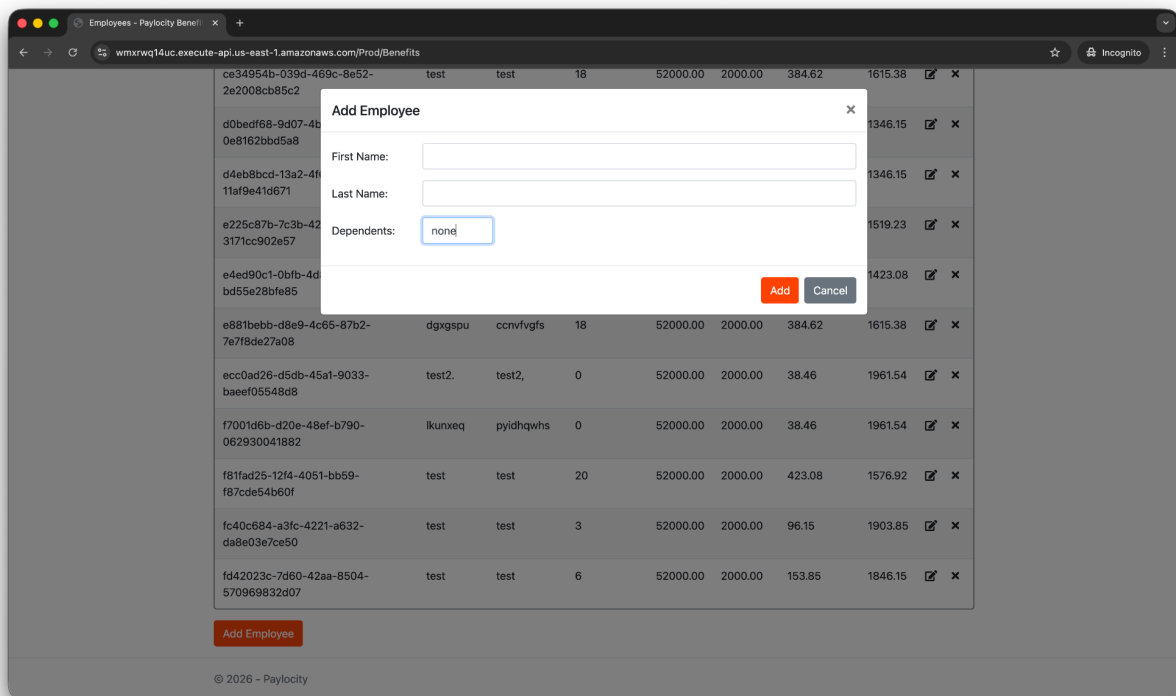 Employees - Paylocity Benefi
wmxrwq14uc.execute-api.us-east-1.amazonaws.com/Prod/Benefits
Incognito
ce34954b-039d-469c-8e52- test test 18 52000.00 2000.00 384.62 1615.38
2e2008cb85c2
Add Employee ×
d0bedf68-9d07-4b 1346.15
0e8162bbd5a8
First Name:
d4eb8bcd-13a2-4f 1346.15
11af9e41d671
Last Name:
e225c87b-7c3b-42 1519.23
3171cc902e57
Dependents: none
e4ed90c1-0bfb-4d 1423.08
bd55e28bfe85
Add Cancel
e881bebb-d8e9-4c65-87b2- dgxgspu ccnvfvgfs 18 52000.00 2000.00 384.62 1615.38
7e7f8de27a08
ecc0ad26-d5db-45a1-9033- test2. test2, 0 52000.00 2000.00 38.46 1961.54
baeef05548d8
f7001d6b-d20e-48ef-b790- lkunxeq pyidhqwhs 0 52000.00 2000.00 38.46 1961.54
062930041882
f81fad25-12f4-4051-bb59- test test 20 52000.00 2000.00 423.08 1576.92
f87cde54b60f
fc40c684-a3fc-4221-a632- test test 3 52000.00 2000.00 96.15 1903.85
da8e03e7ce50
fd42023c-7d60-42aa-8504- test test 6 52000.00 2000.00 153.85 1846.15
570969832d07
Add Employee
© 2026 - Paylocity